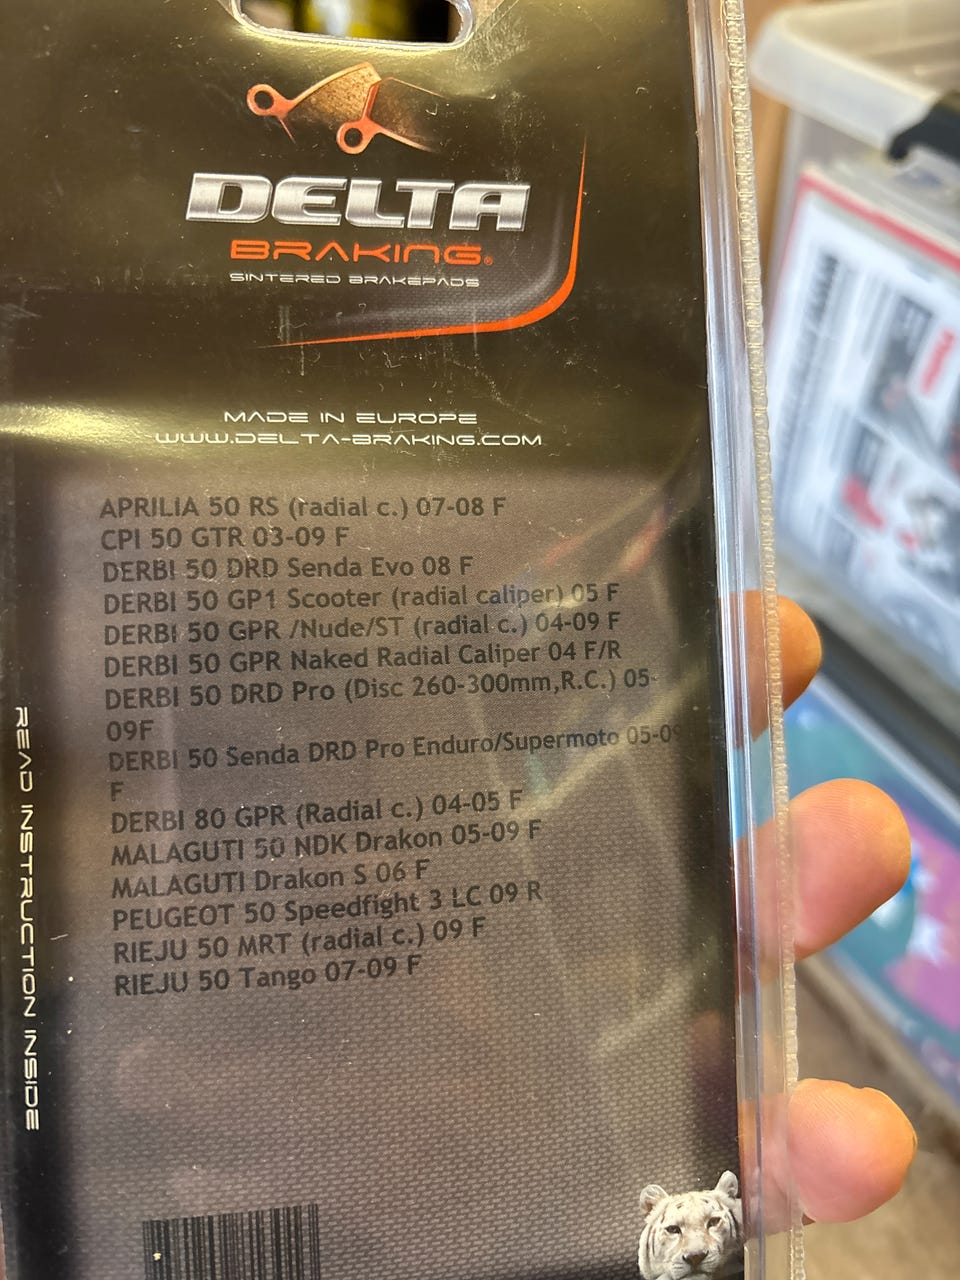 DELTA
BRAKING®
SINTERED BRAKEPADS
MADE IN EUROPE
WWW.DELTA-BRAKING.COM
APRILIA 50 RS (radial c.) 07-08 F
CPI 50 GTR 03-09 F
DERBI 50 DRD Senda Evo 08 F
DERBI 50 GP1 Scooter (radial caliper) 05 F
DERBI 50 GPR /Nude/ST (radial c.) 04-09 F
DERBI 50 GPR Naked Radial Caliper 04 F/R
DERBI 50 DRD Pro (Disc 260-300mm,R.C.) 05-
09F
DERBI 50 Senda DRD Pro Enduro/Supermoto 05-09
F
DERBI 80 GPR (Radial c.) 04-05 F
MALAGUTI 50 NDK Drakon 05-09 F
MALAGUTI Drakon S 06 F
PEUGEOT 50 Speedfight 3 LC 09 R
RIEJU 50 MRT (radial c.) 09 F
RIEJU 50 Tango 07-09 F
READ INSTRUCTION INSIDE